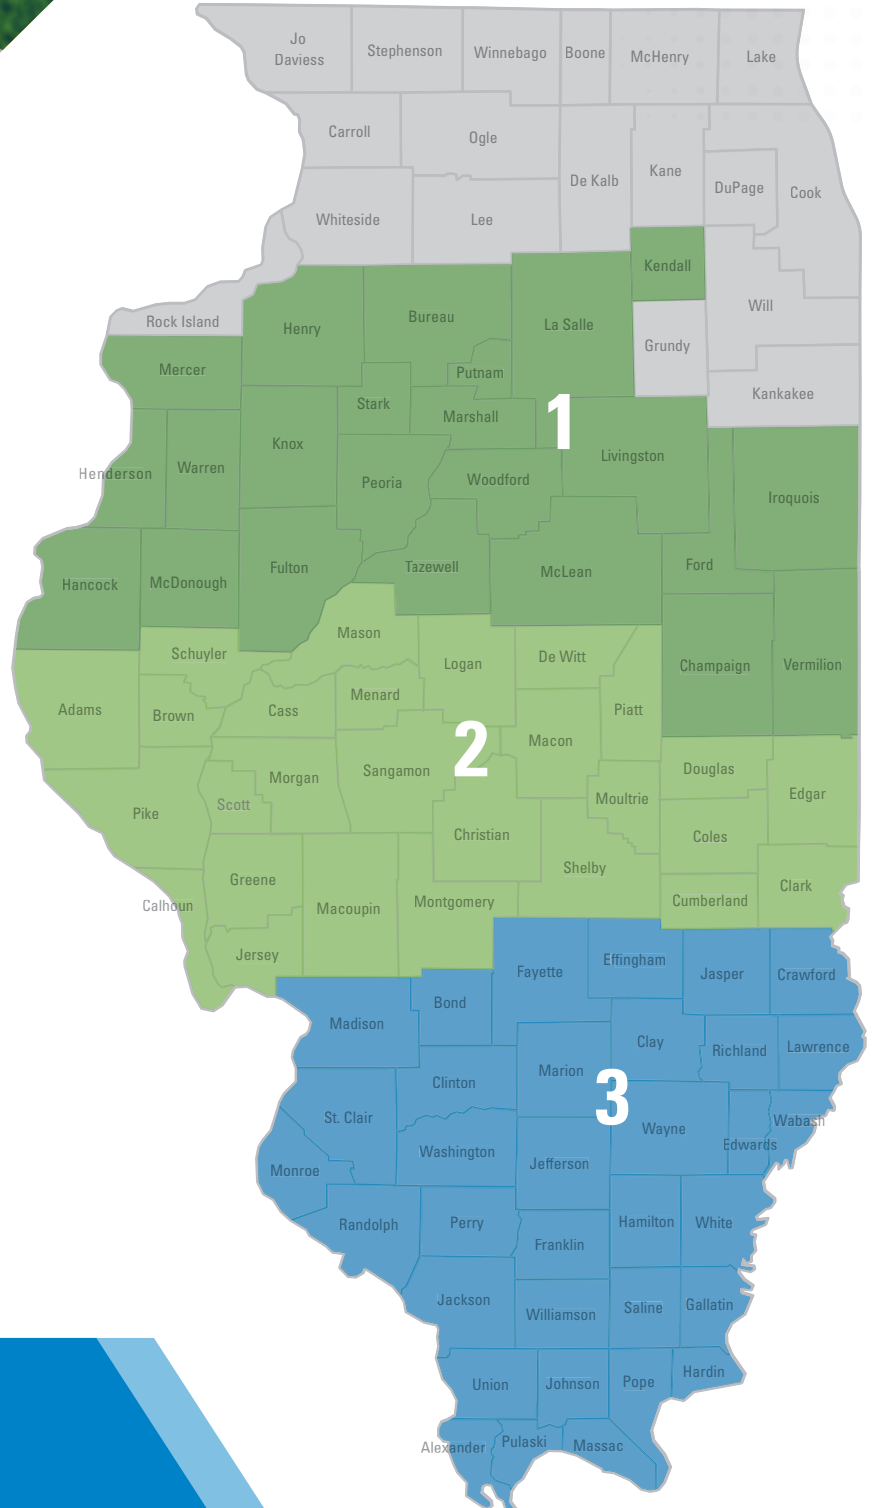 Jo
Daviess
Stephenson
Winnebago
Boone
McHenry
Lake
Carroll
Ogle
De Kalb
Kane
DuPage
Cook
Whiteside
Lee
Kendall
Rock Island
Henry
Bureau
La Salle
Will
Grundy
Mercer
Putnam
Kankakee
Stark
Marshall
1
Henderson
Warren
Knox
Peoria
Woodford
Livingston
Iroquois
Hancock
McDonough
Fulton
Tazewell
McLean
Ford
Mason
Schuyler
Logan
De Witt
Champaign
Vermilion
Adams
Brown
Cass
Menard
Piatt
2
Macon
Sangamon
Morgan
Scott
Pike
Douglas
Moultrie
Edgar
Christian
Coles
Shelby
Greene
Calhoun
Macoupin
Montgomery
Cumberland
Clark
Jersey
Fayette
Effingham
Jasper
Crawford
Bond
Madison
Clay
Richland
Lawrence
Marion
Clinton
3
St. Clair
Wayne
Wabash
Edwards
Washington
Jefferson
Monroe
Randolph
Perry
Hamilton
White
Franklin
Jackson
Williamson
Saline
Gallatin
Union
Johnson
Pope
Hardin
Alexander
Pulaski
Massac